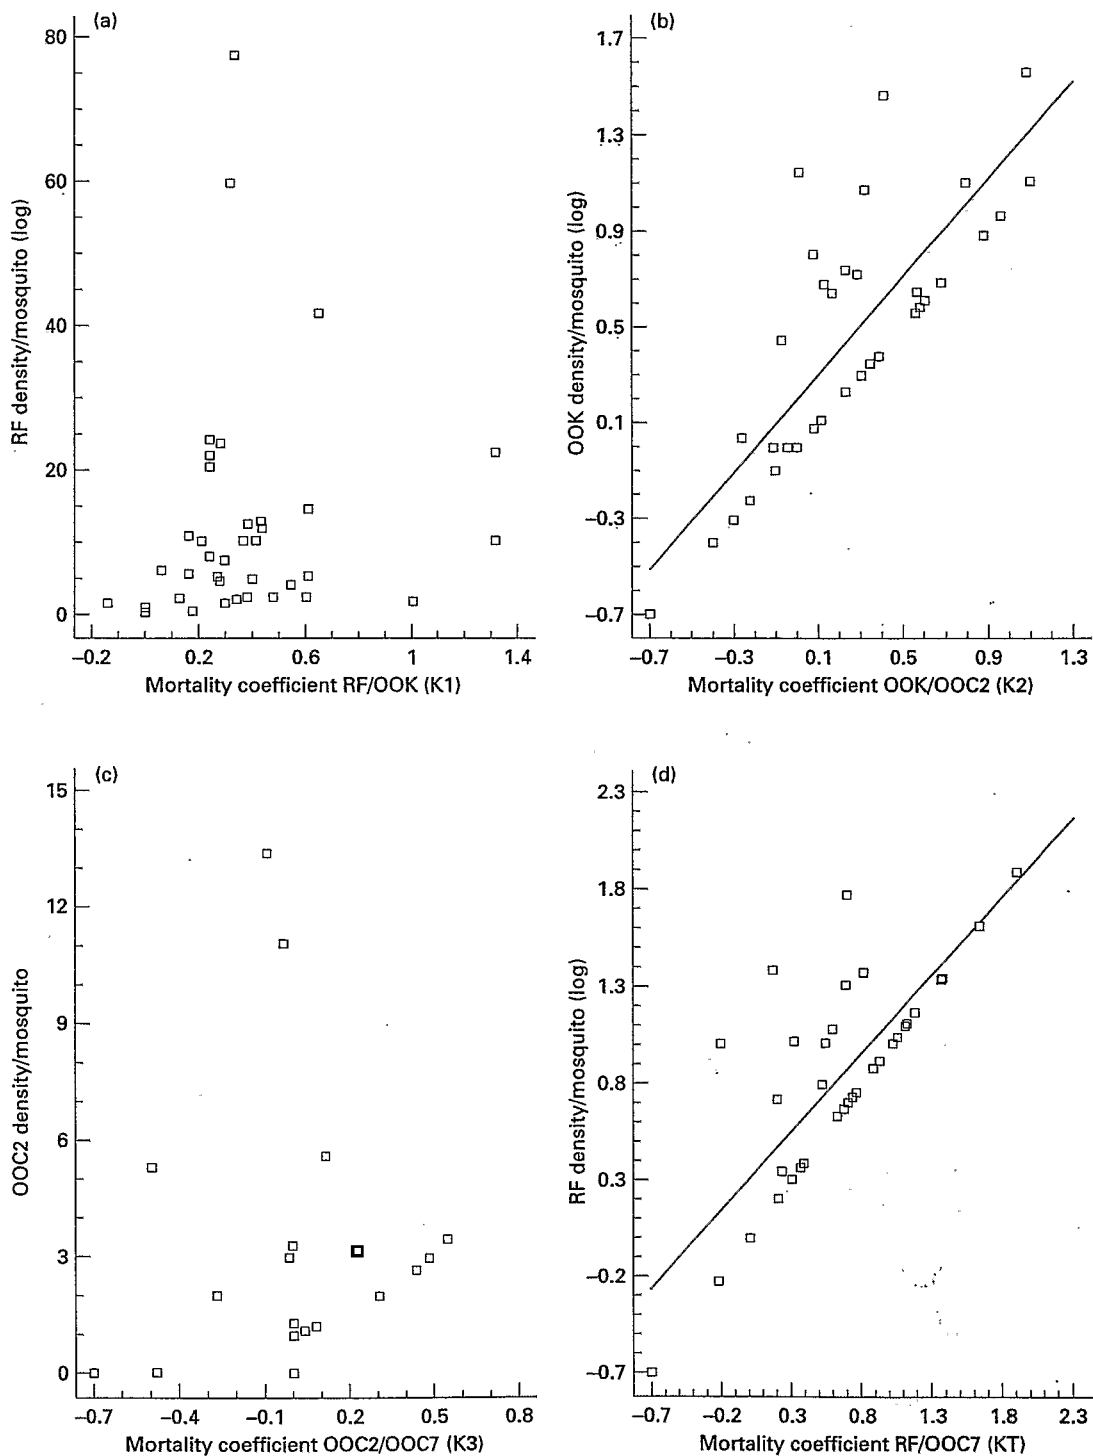 (a)
80
60
40
20
0
RF density/mosquito (log)
−0.2 0.2 0.6 1 1.4
Mortality coefficient RF/OOK (K1)
(b)
1.7
1.3
0.9
0.5
0.1
−0.3
−0.7
OOK density/mosquito (log)
−0.7 −0.3 0.1 0.5 0.9 1.3
Mortality coefficient OOK/OOC2 (K2)
(c)
15
12
9
6
3
0
OOC2 density/mosquito
−0.7 −0.4 −0.1 0.2 0.5 0.8
Mortality coefficient OOC2/OOC7 (K3)
(d)
2.3
1.8
1.3
0.8
0.3
−0.2
−0.7
RF density/mosquito (log)
−0.7 −0.2 0.3 0.8 1.3 1.8 2.3
Mortality coefficient RF/OOC7 (KT)